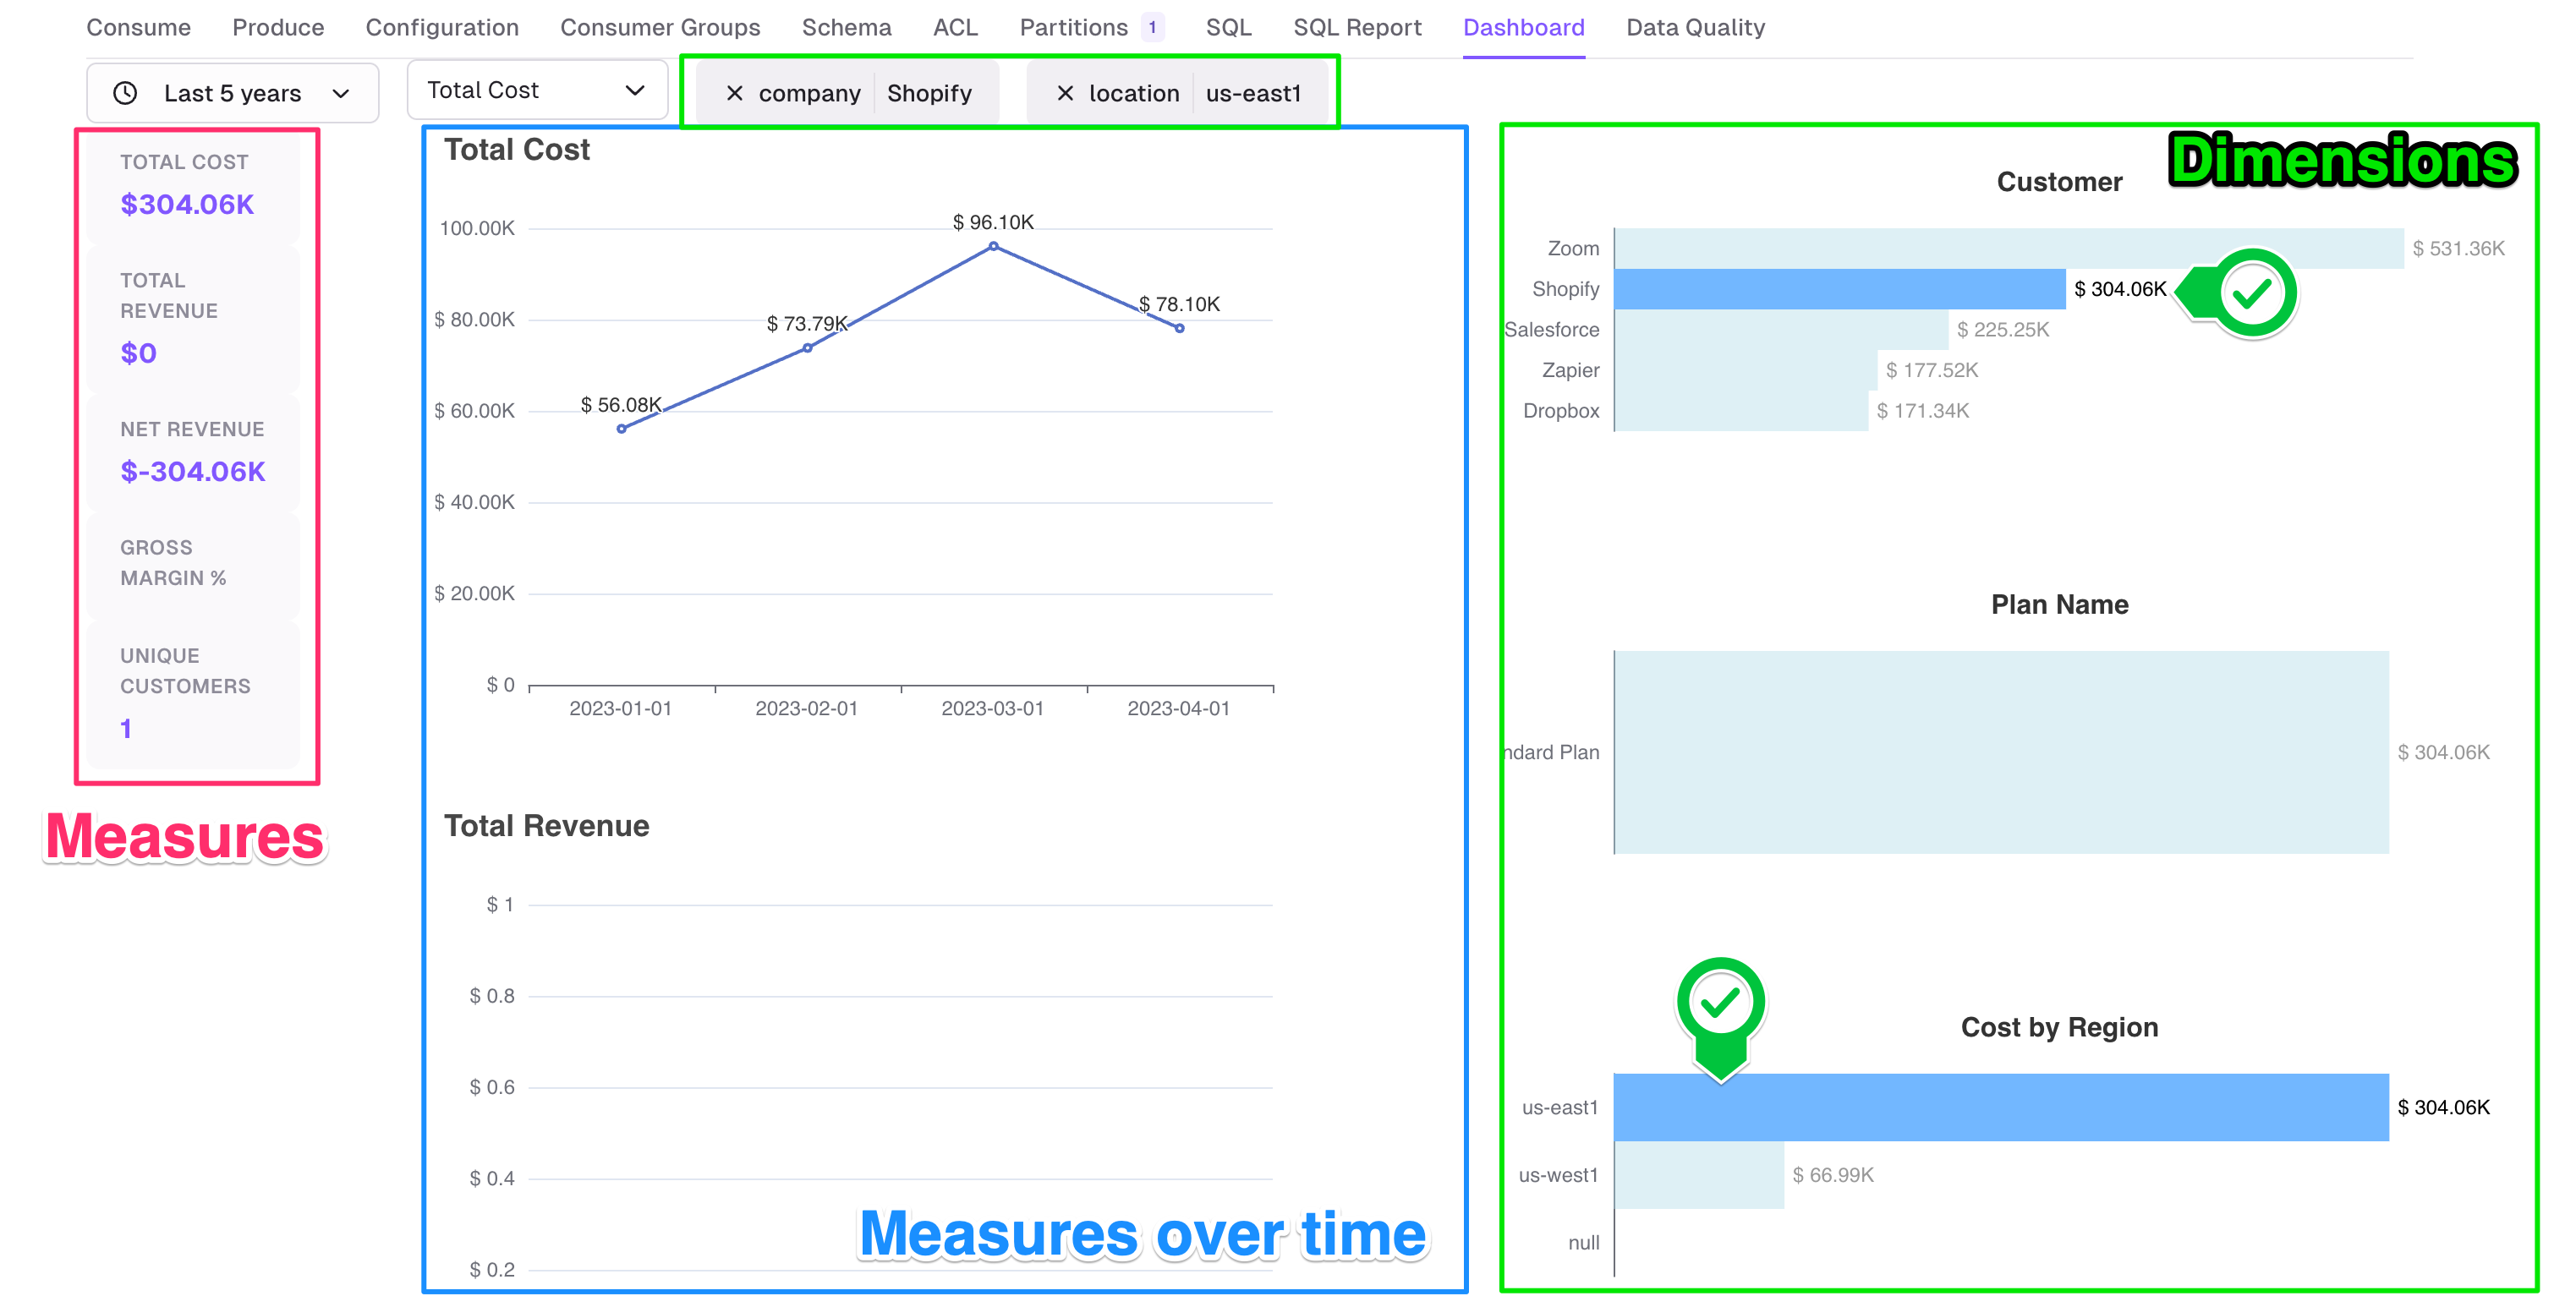 Consume Produce Configuration Consumer Groups Schema ACL Partitions 1 SQL SQL Report Dashboard Data Quality
Last 5 years
Total Cost
company Shopify
location us-east1
TOTAL COST
$304.06K
TOTAL
REVENUE
$0
NET REVENUE
$-304.06K
GROSS
MARGIN %
UNIQUE
CUSTOMERS
1
Measures
Total Cost
100.00K
$ 80.00K
$ 60.00K
$ 40.00K
$ 20.00K
$ 0
$ 56.08K
$ 73.79K
$ 96.10K
$ 78.10K
2023-01-01 2023-02-01 2023-03-01 2023-04-01
Total Revenue
$ 1
$ 0.8
$ 0.6
$ 0.4
$ 0.2
Measures over time
Dimensions
Customer
Zoom $ 531.36K
Shopify $ 304.06K
Salesforce $ 225.25K
Zapier $ 177.52K
Dropbox $ 171.34K
Plan Name
ndard Plan $ 304.06K
Cost by Region
us-east1 $ 304.06K
us-west1 $ 66.99K
null